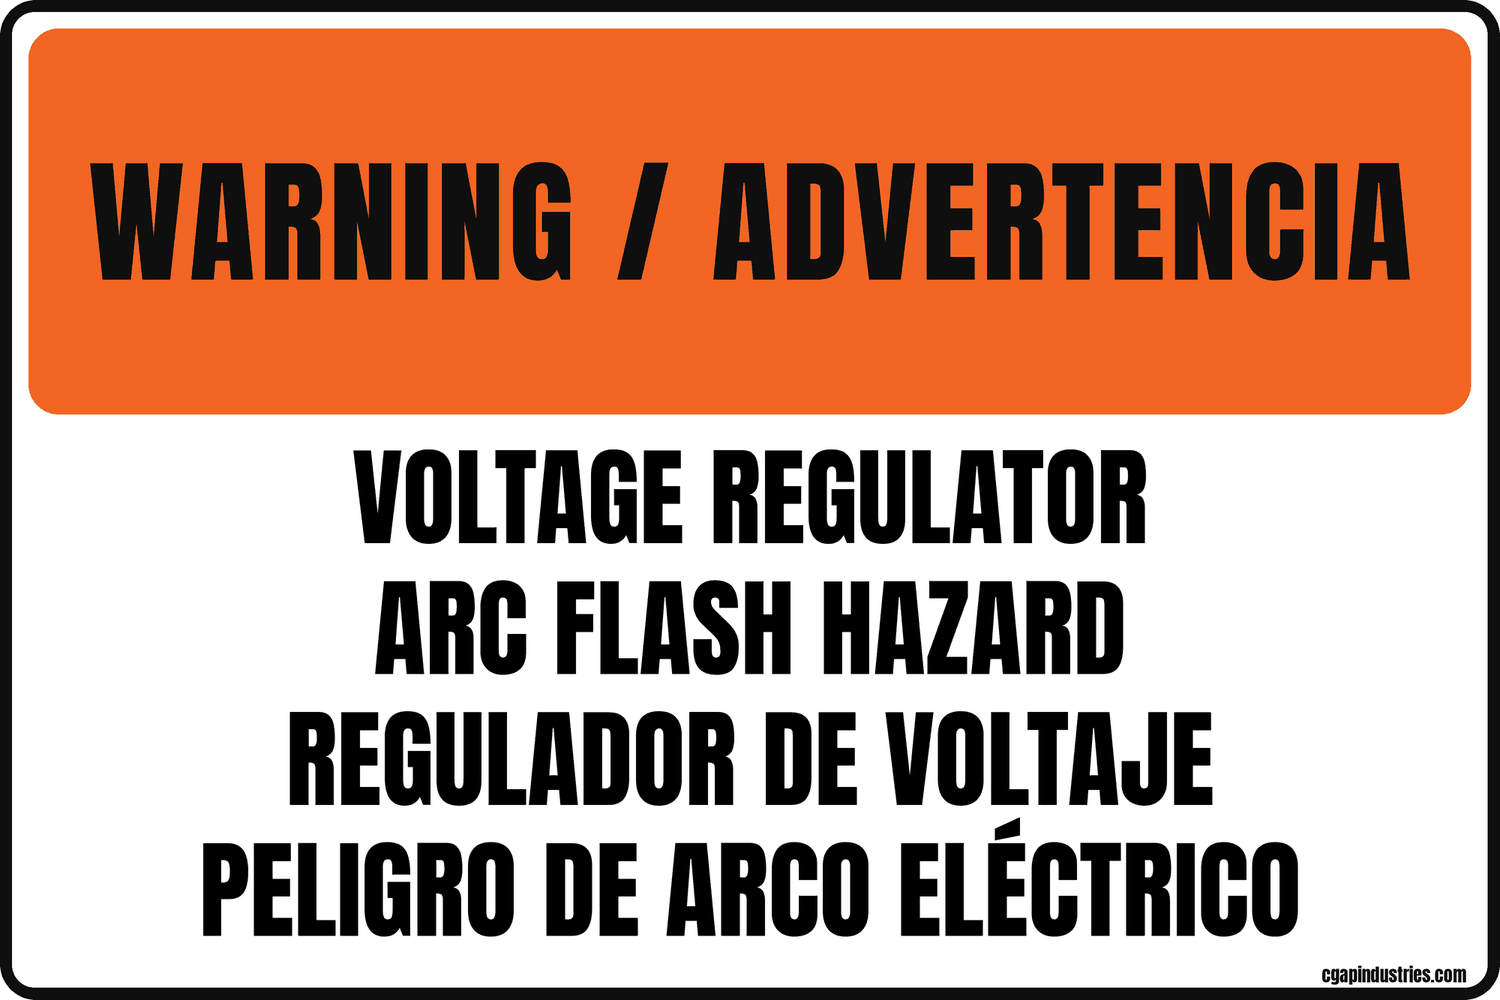 WARNING / ADVERTENCIA
VOLTAGE REGULATOR
ARC FLASH HAZARD
REGULADOR DE VOLTAJE
PELIGRO DE ARCO ELÉCTRICO
cgapindustries.com